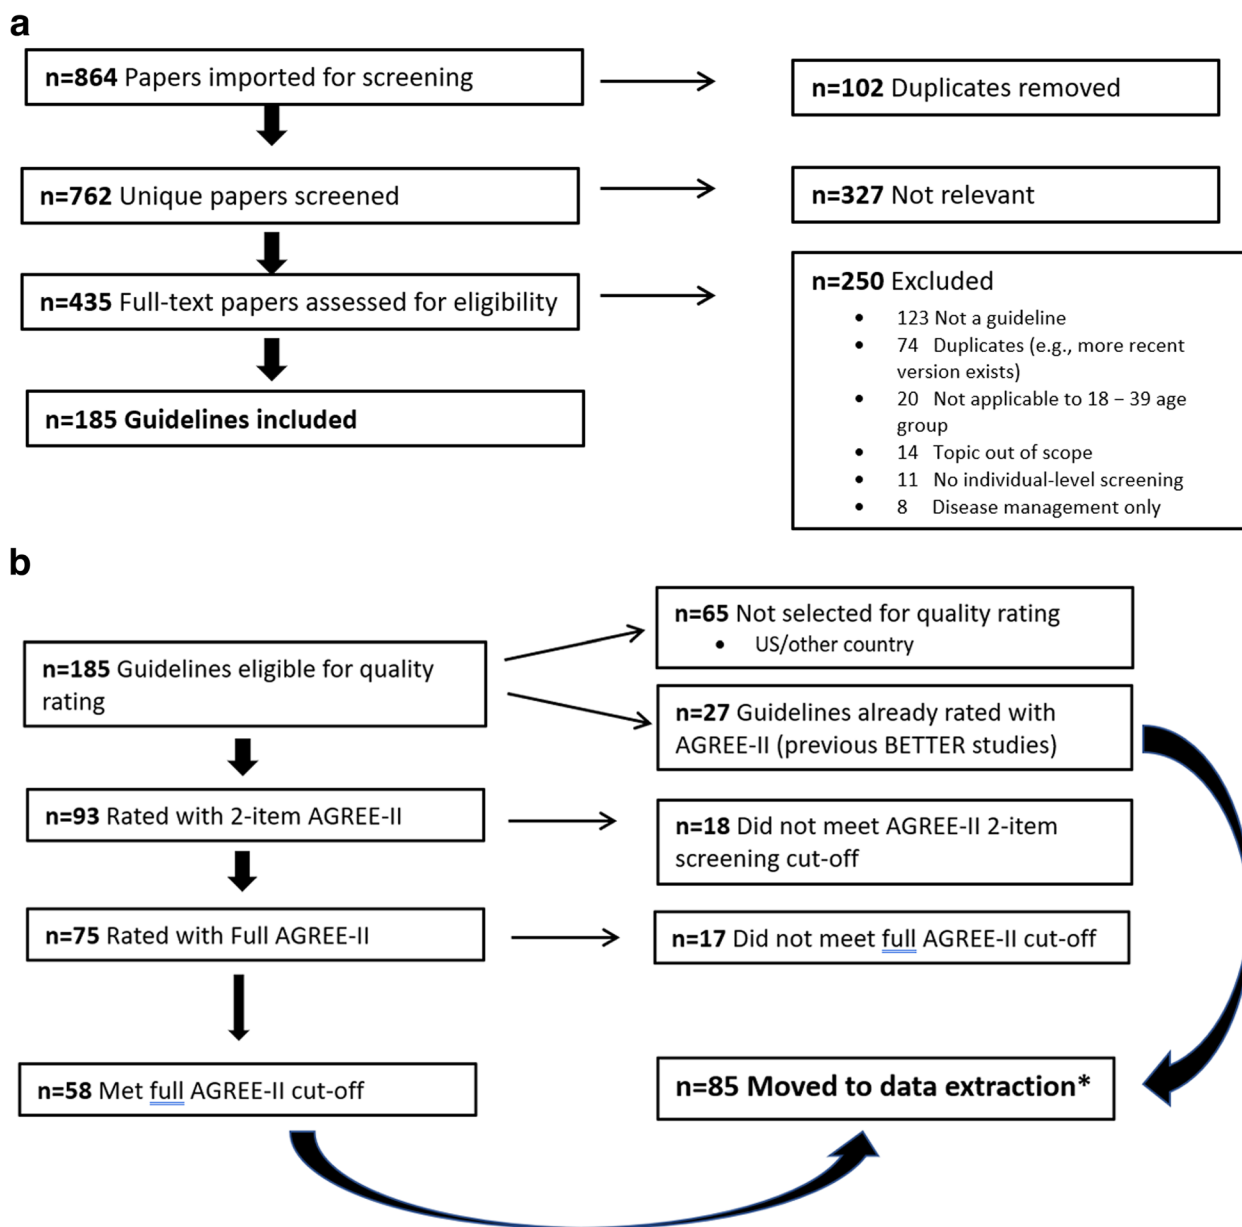 a
n=864 Papers imported for screening
n=102 Duplicates removed
n=762 Unique papers screened
n=327 Not relevant
n=435 Full-text papers assessed for eligibility
n=250 Excluded
• 123 Not a guideline
• 74 Duplicates (e.g., more recent
version exists)
• 20 Not applicable to 18 – 39 age
group
• 14 Topic out of scope
• 11 No individual-level screening
• 8 Disease management only
n=185 Guidelines included
b
n=185 Guidelines eligible for quality
rating
n=65 Not selected for quality rating
• US/other country
n=27 Guidelines already rated with
AGREE-II (previous BETTER studies)
n=93 Rated with 2-item AGREE-II
n=18 Did not meet AGREE-II 2-item
screening cut-off
n=75 Rated with Full AGREE-II
n=17 Did not meet full AGREE-II cut-off
n=58 Met full AGREE-II cut-off
n=85 Moved to data extraction*